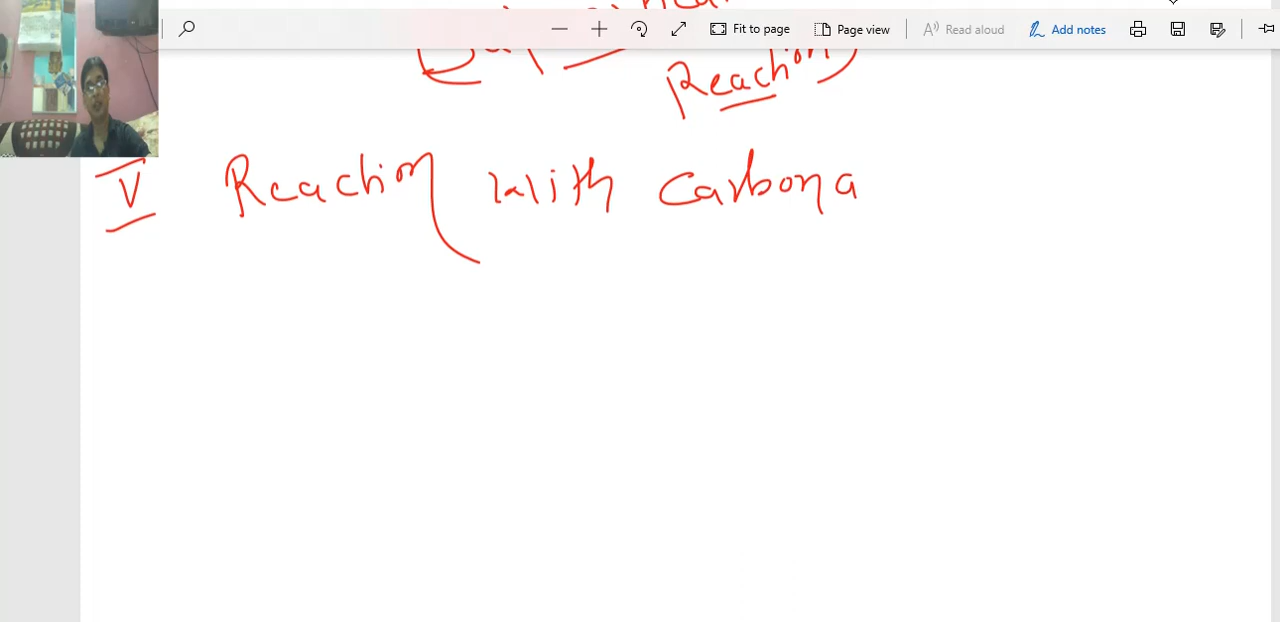 Fit to page
Page view
Read aloud
Add notes
Reaction
V Reaction with Carbona